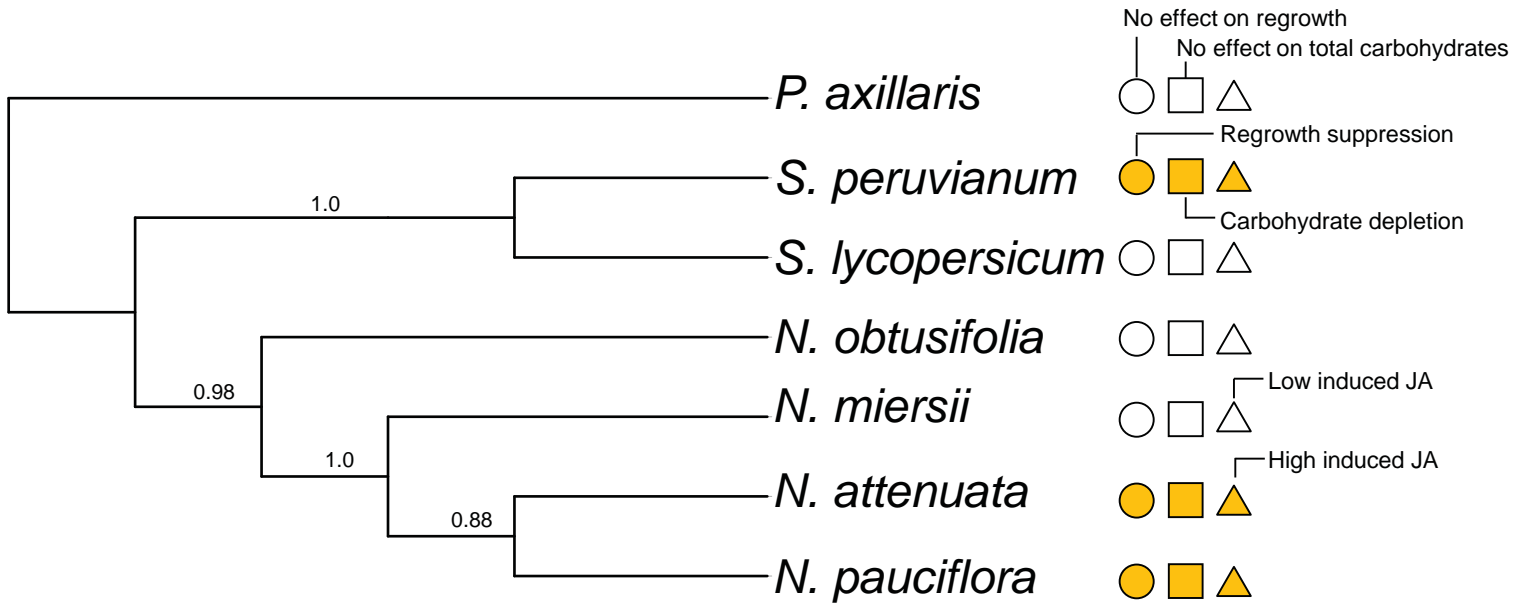 No effect on regrowth
No effect on total carbohydrates
P. axillaris
Regrowth suppression
S. peruvianum
1.0
Carbohydrate depletion
S. lycopersicum
N. obtusifolia
Low induced JA
0.98
N. miersii
1.0
High induced JA
N. attenuata
0.88
N. pauciflora